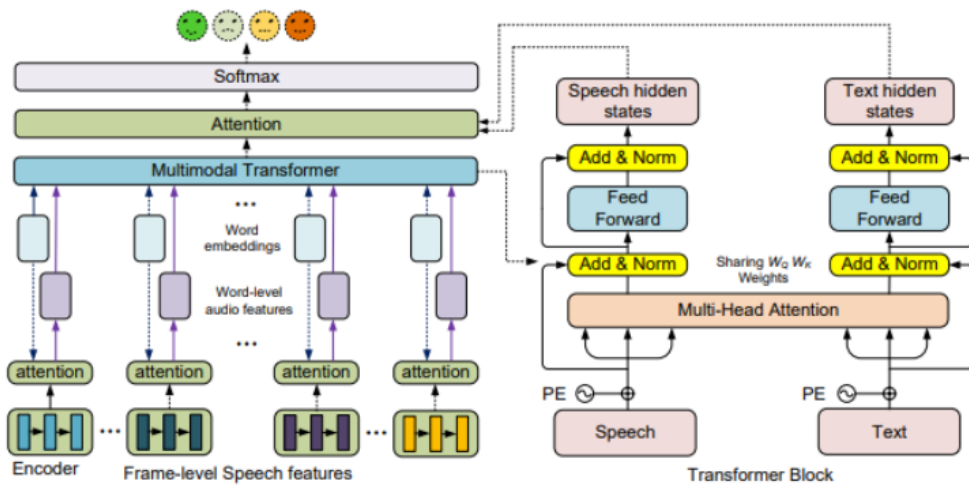 Softmax
Attention
Multimodal Transformer
...
Word
embeddings
Word-level
audio features
...
attention
attention
attention
attention
...
...
Encoder
Frame-level Speech features
Speech hidden
states
Text hidden
states
Add & Norm
Add & Norm
Feed
Forward
Feed
Forward
Add & Norm
Sharing W_Q W_K
Weights
Add & Norm
Multi-Head Attention
PE
PE
Speech
Text
Transformer Block